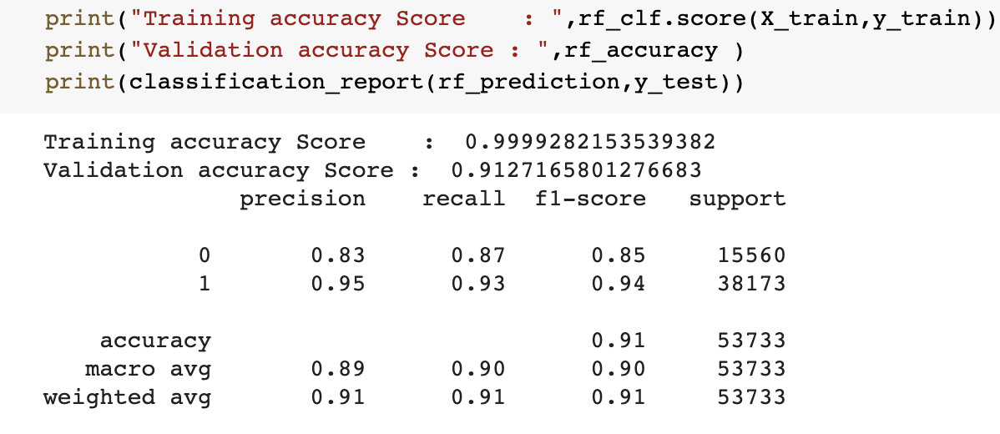 print("Training accuracy Score    : ",rf_clf.score(X_train,y_train))
print("Validation accuracy Score : ",rf_accuracy )
print(classification_report(rf_prediction,y_test))
Training accuracy Score    :  0.9999282153539382
Validation accuracy Score :  0.9127165801276683
              precision    recall  f1-score   support
           0       0.83      0.87      0.85     15560
           1       0.95      0.93      0.94     38173
    accuracy                           0.91     53733
   macro avg       0.89      0.90      0.90     53733
weighted avg       0.91      0.91      0.91     53733